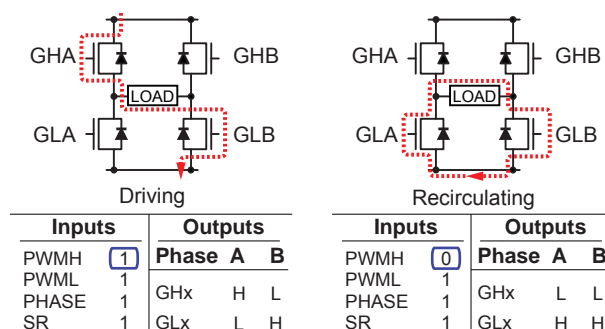 GHA GHB GHA GHB
LOAD LOAD
GLA GLB GLA GLB
Driving Recirculating
Inputs Outputs Inputs Outputs
PWMH 1 Phase A B PWMH 0 Phase A B
PWML 1 PWML 1
PHASE 1 GHx H L PHASE 1 GHx L L
SR 1 GLx L H SR 1 GLx H H